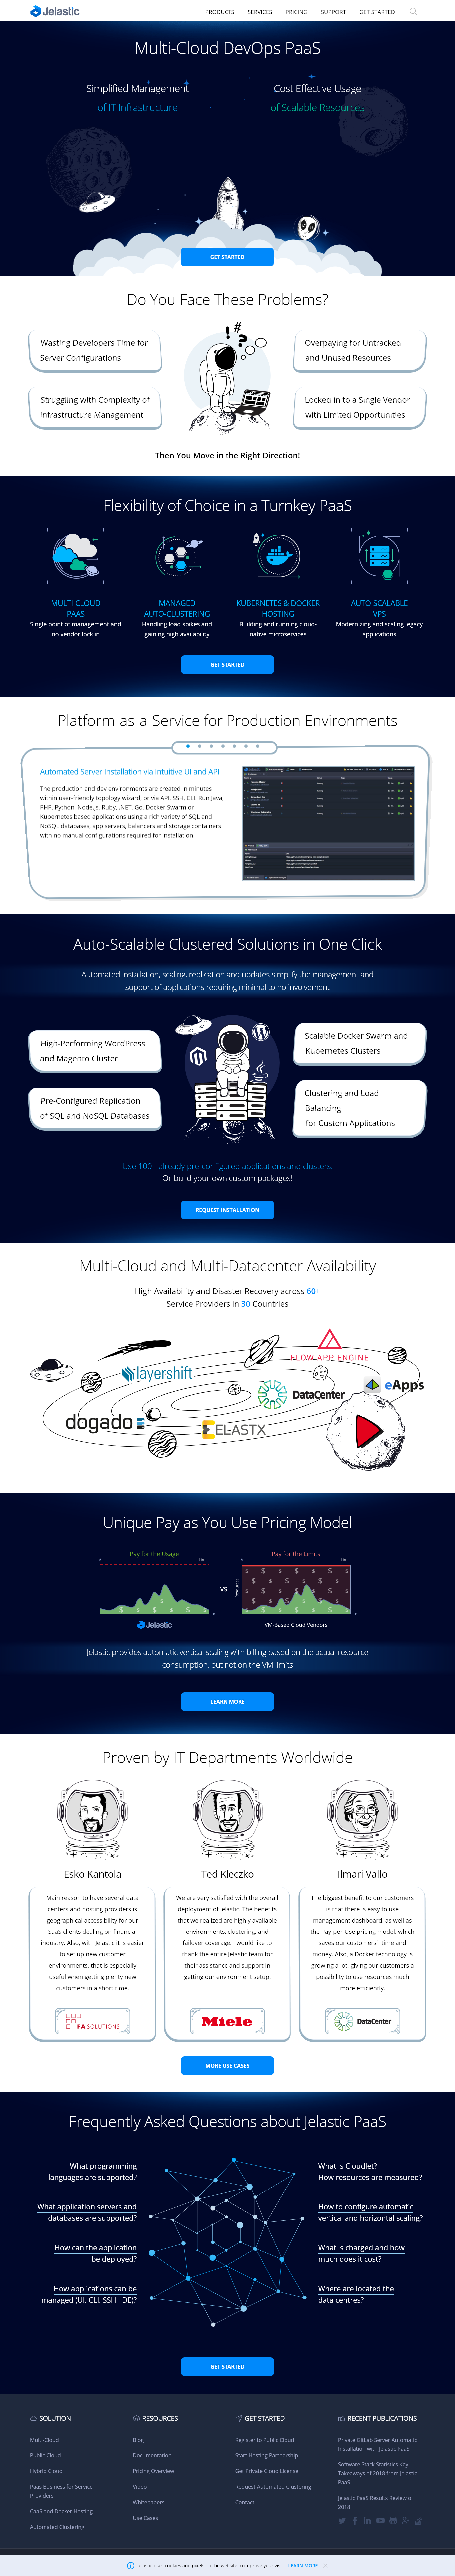 Jelastic
PRODUCTS SERVICES PRICING SUPPORT GET STARTED
Multi-Cloud DevOps PaaS
Simplified Management
of IT Infrastructure
Cost Effective Usage
of Scalable Resources
GET STARTED
Do You Face These Problems?
Wasting Developers Time for
Server Configurations
Overpaying for Untracked
and Unused Resources
Struggling with Complexity of
Infrastructure Management
Locked In to a Single Vendor
with Limited Opportunities
Then You Move in the Right Direction!
Flexibility of Choice in a Turnkey PaaS
MULTI-CLOUD
PAAS
Single point of management and
no vendor lock in
MANAGED
AUTO-CLUSTERING
Handling load spikes and
gaining high availability
KUBERNETES & DOCKER
HOSTING
Building and running cloud-
native microservices
AUTO-SCALABLE
VPS
Modernizing and scaling legacy
applications
GET STARTED
Platform-as-a-Service for Production Environments
Automated Server Installation via Intuitive UI and API
The production and dev environments are created in minutes
within user-friendly topology wizard, or via API, SSH, CLI. Run Java,
PHP, Python, Node.js, Ruby, .NET, Go, Docker Swarm or
Kubernetes based applications using a rich variety of SQL and
NoSQL databases, app servers, balancers and storage containers
with no manual configurations required for installation.
Auto-Scalable Clustered Solutions in One Click
Automated installation, scaling, replication and updates simplify the management and
support of applications requiring minimal to no involvement
High-Performing WordPress
and Magento Cluster
Scalable Docker Swarm and
Kubernetes Clusters
Pre-Configured Replication
of SQL and NoSQL Databases
Clustering and Load
Balancing
for Custom Applications
Use 100+ already pre-configured applications and clusters.
Or build your own custom packages!
REQUEST INSTALLATION
Multi-Cloud and Multi-Datacenter Availability
High Availability and Disaster Recovery across 60+
Service Providers in 30 Countries
FLOW APP ENGINE
layershift
eApps
DataCenter
dogado
ELASTX
Unique Pay as You Use Pricing Model
Pay for the Usage
Limit
VS
Pay for the Limits
Limit
Resources
Jelastic
VM-Based Cloud Vendors
Jelastic provides automatic vertical scaling with billing based on the actual resource
consumption, but not on the VM limits
LEARN MORE
Proven by IT Departments Worldwide
Esko Kantola
Main reason to have several data
centers and hosting providers is
geographical accessibility for our
SaaS clients dealing on financial
industry. Also, with Jelastic it is easier
to set up new customer
environments, that is especially
useful when getting plenty new
customers in a short time.
FA SOLUTIONS
Ted Kleczko
We are very satisfied with the overall
deployment of Jelastic. The benefits
that we realized are highly available
environments, clustering, and
failover coverage. I would like to
thank the entire Jelastic team for
their assistance and support in
getting our environment setup.
Miele
Ilmari Vallo
The biggest benefit to our customers
is that there is easy to use
management dashboard, as well as
the Pay-per-Use pricing model, which
saves our customers` time and
money. Also, a Docker technology is
growing a lot, giving our customers a
possibility to use resources much
more efficiently.
DataCenter
MORE USE CASES
Frequently Asked Questions about Jelastic PaaS
What programming
languages are supported?
What application servers and
databases are supported?
How can the application
be deployed?
How applications can be
managed (UI, CLI, SSH, IDE)?
What is Cloudlet?
How resources are measured?
How to configure automatic
vertical and horizontal scaling?
What is charged and how
much does it cost?
Where are located the
data centres?
GET STARTED
SOLUTION
Multi-Cloud
Public Cloud
Hybrid Cloud
Paas Business for Service
Providers
CaaS and Docker Hosting
Automated Clustering
RESOURCES
Blog
Documentation
Pricing Overview
Video
Whitepapers
Use Cases
GET STARTED
Register to Public Cloud
Start Hosting Partnership
Get Private Cloud License
Request Automated Clustering
Contact
RECENT PUBLICATIONS
Private GitLab Server Automatic
Installation with Jelastic PaaS
Software Stack Statistics Key
Takeaways of 2018 from Jelastic
PaaS
Jelastic PaaS Results Review of
2018
Jelastic uses cookies and pixels on the website to improve your visit LEARN MORE